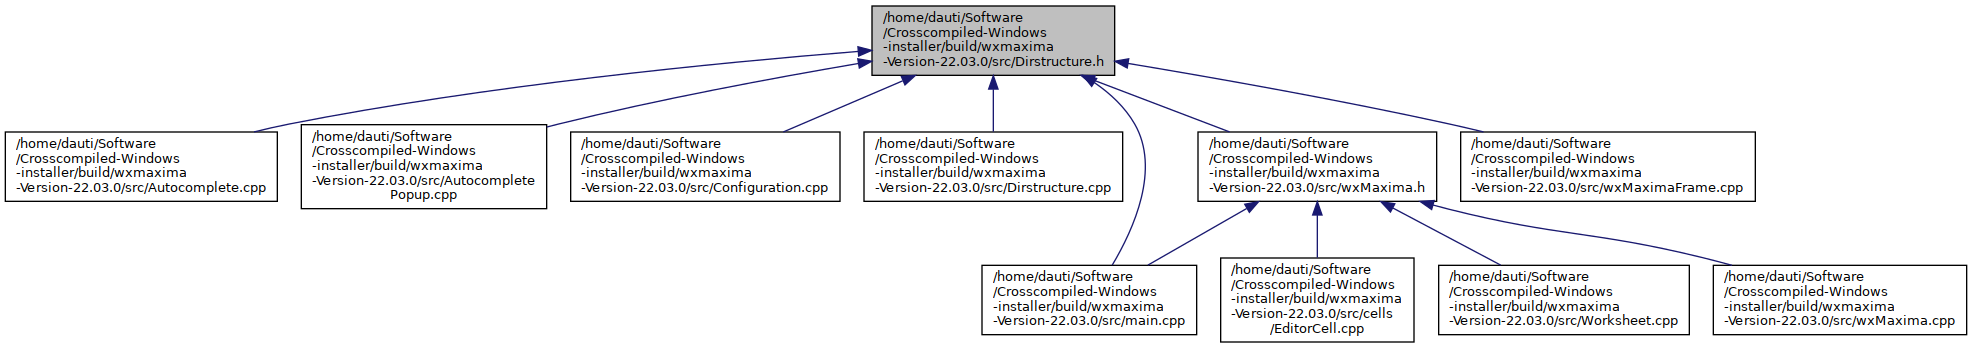 /home/dauti/Software
/Crosscompiled-Windows
-installer/build/wxmaxima
-Version-22.03.0/src/Dirstructure.h
/home/dauti/Software
/Crosscompiled-Windows
-installer/build/wxmaxima
-Version-22.03.0/src/Autocomplete.cpp
/home/dauti/Software
/Crosscompiled-Windows
-installer/build/wxmaxima
-Version-22.03.0/src/Autocomplete
Popup.cpp
/home/dauti/Software
/Crosscompiled-Windows
-installer/build/wxmaxima
-Version-22.03.0/src/Configuration.cpp
/home/dauti/Software
/Crosscompiled-Windows
-installer/build/wxmaxima
-Version-22.03.0/src/Dirstructure.cpp
/home/dauti/Software
/Crosscompiled-Windows
-installer/build/wxmaxima
-Version-22.03.0/src/wxMaxima.h
/home/dauti/Software
/Crosscompiled-Windows
-installer/build/wxmaxima
-Version-22.03.0/src/wxMaximaFrame.cpp
/home/dauti/Software
/Crosscompiled-Windows
-installer/build/wxmaxima
-Version-22.03.0/src/main.cpp
/home/dauti/Software
/Crosscompiled-Windows
-installer/build/wxmaxima
-Version-22.03.0/src/cells
/EditorCell.cpp
/home/dauti/Software
/Crosscompiled-Windows
-installer/build/wxmaxima
-Version-22.03.0/src/Worksheet.cpp
/home/dauti/Software
/Crosscompiled-Windows
-installer/build/wxmaxima
-Version-22.03.0/src/wxMaxima.cpp